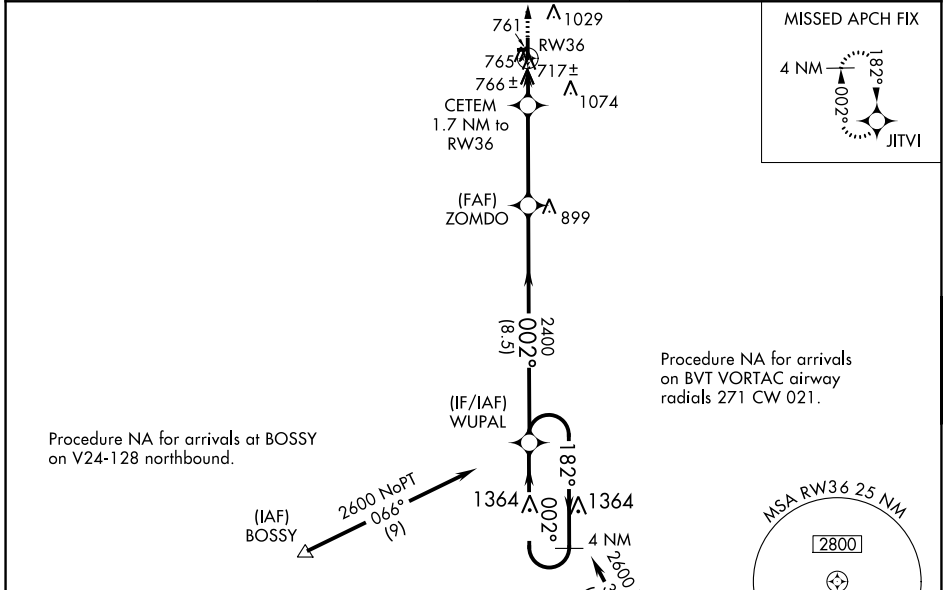 1029
761
RW36
765
717±
766±
1074
CETEM
1.7 NM to
RW36
(FAF)
ZOMDO
899
2400
002°
(8.5)
MISSED APCH FIX
4 NM
182°
002°
JITVI
Procedure NA for arrivals
on BVT VORTAC airway
radials 271 CW 021.
(IF/IAF)
WUPAL
Procedure NA for arrivals at BOSSY
on V24-128 northbound.
182°
1364
002°
1364
2600 NoPT
066°
(9)
(IAF)
BOSSY
4 NM
2600
MSA RW36 25 NM
2800